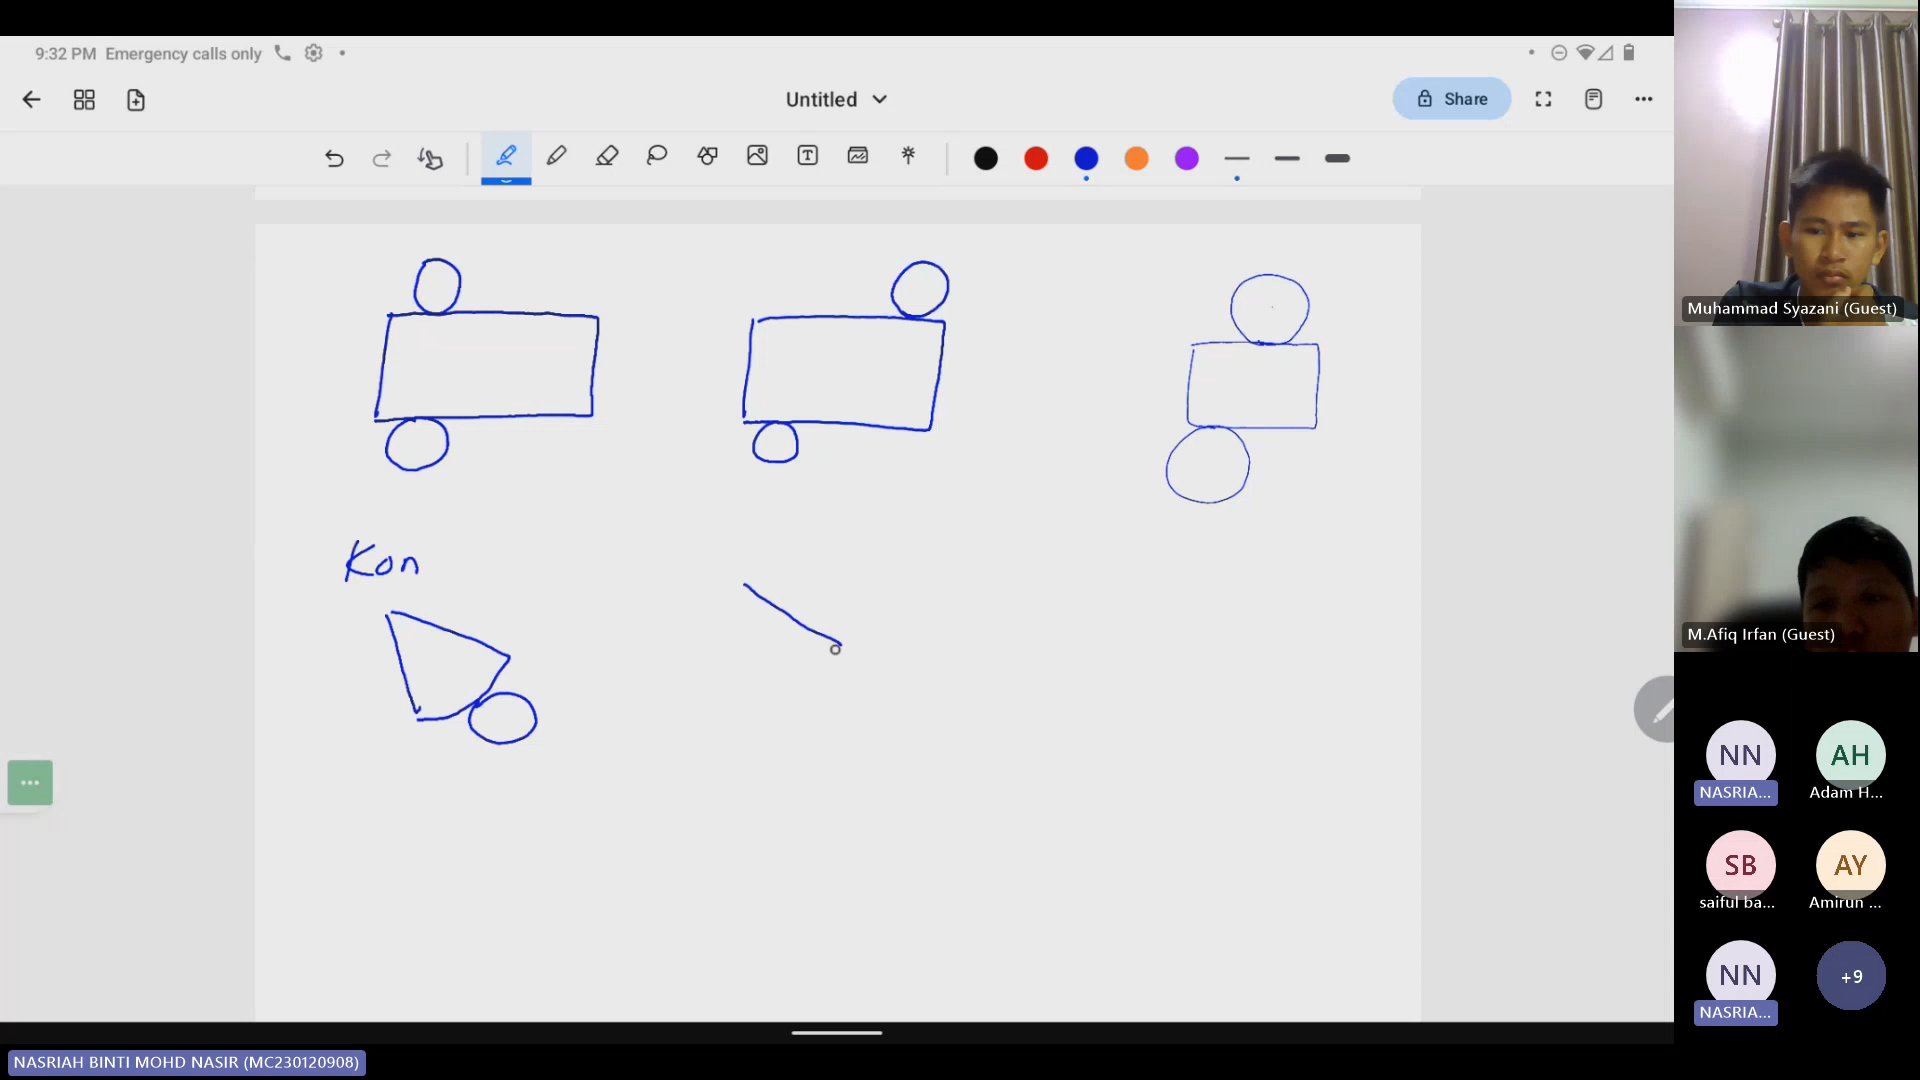 9:32 PM Emergency calls only
Untitled
Share
Kon
Muhammad Syazani (Guest)
M.Afiq Irfan (Guest)
NN
AH
NASRIA...
Adam H...
SB
AY
saiful ba...
Amirun ...
NN
+9
NASRIA...
NASRIAH BINTI MOHD NASIR (MC230120908)